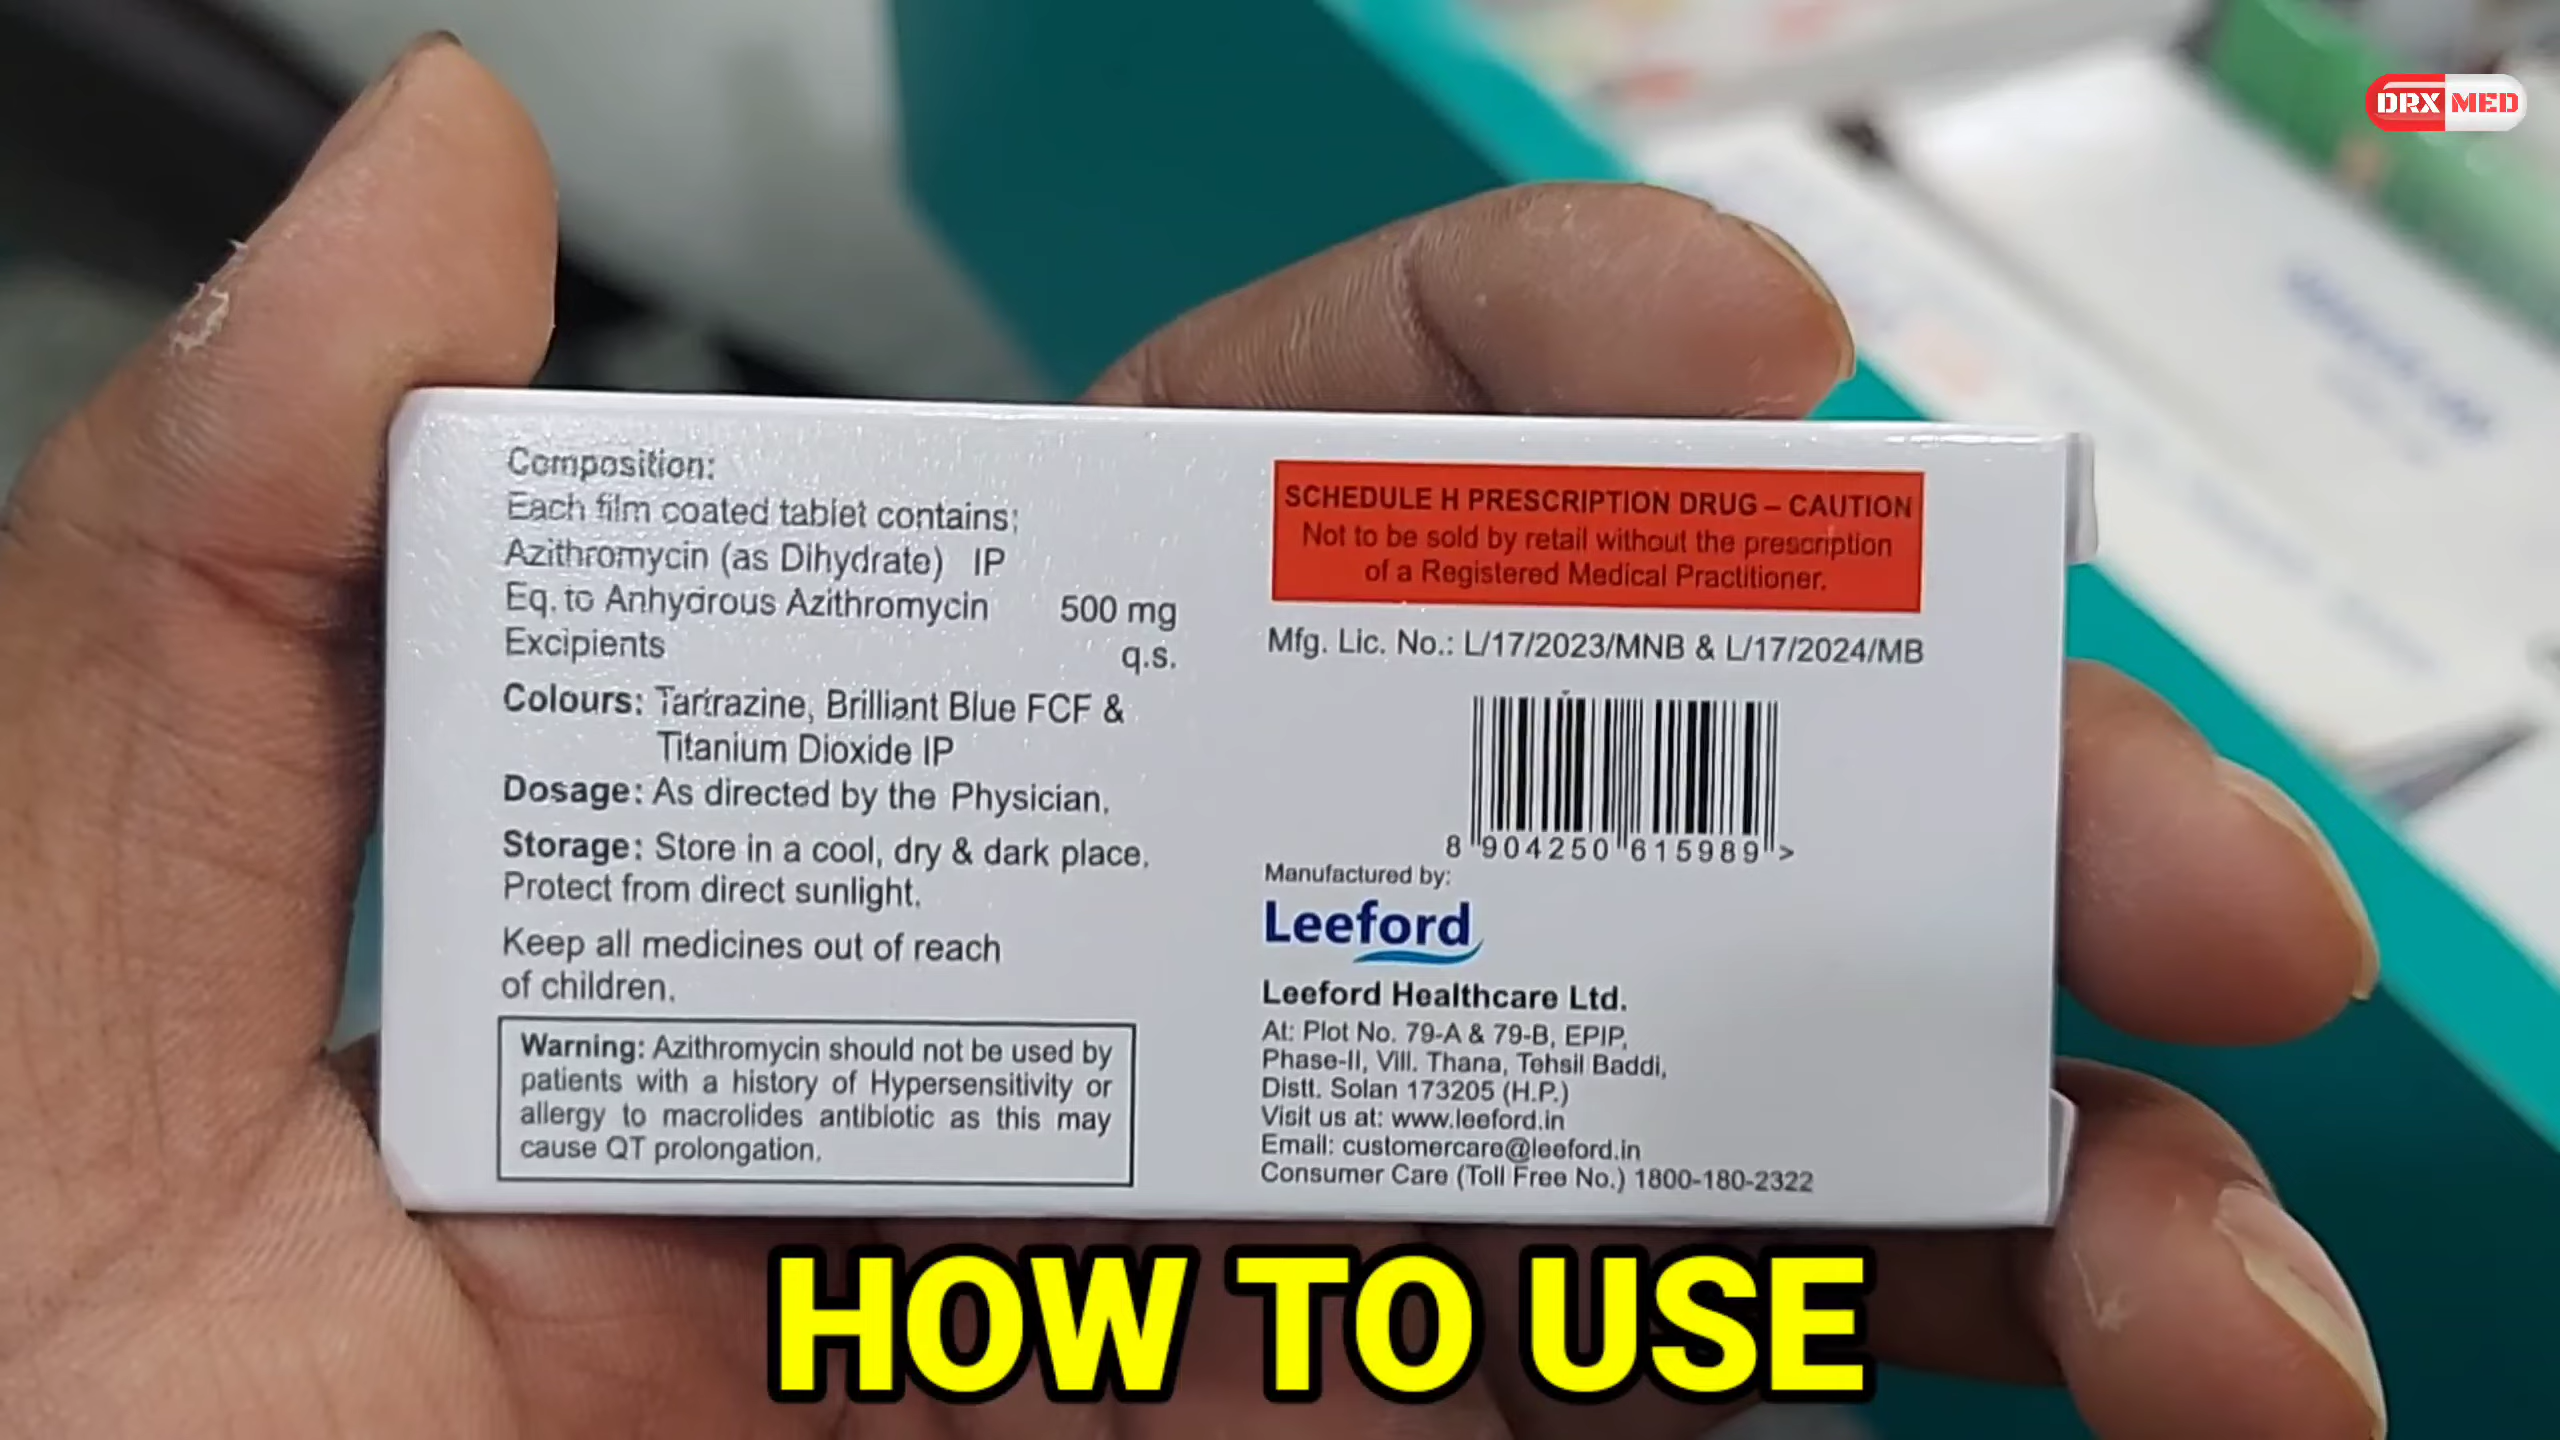 DRX MED
Composition:
Each film coated tablet contains:
Azithromycin (as Dihydrate) IP
Eq. to Anhydrous Azithromycin 500 mg
Excipients q.s.
Colours: Tartrazine, Brilliant Blue FCF &
Titanium Dioxide IP
Dosage: As directed by the Physician.
Storage: Store in a cool, dry & dark place.
Protect from direct sunlight.
Keep all medicines out of reach
of children.
Warning: Azithromycin should not be used by
patients with a history of Hypersensitivity or
allergy to macrolides antibiotic as this may
cause QT prolongation.
SCHEDULE H PRESCRIPTION DRUG – CAUTION
Not to be sold by retail without the prescription
of a Registered Medical Practitioner.
Mfg. Lic. No.: L/17/2023/MNB & L/17/2024/MB
8 904250 615989 >
Manufactured by:
Leeford
Leeford Healthcare Ltd.
At: Plot No. 79-A & 79-B, EPIP,
Phase-II, Vill. Thana, Tehsil Baddi,
Distt. Solan 173205 (H.P.)
Visit us at: www.leeford.in
Email: customercare@leeford.in
Consumer Care (Toll Free No.) 1800-180-2322
HOW TO USE